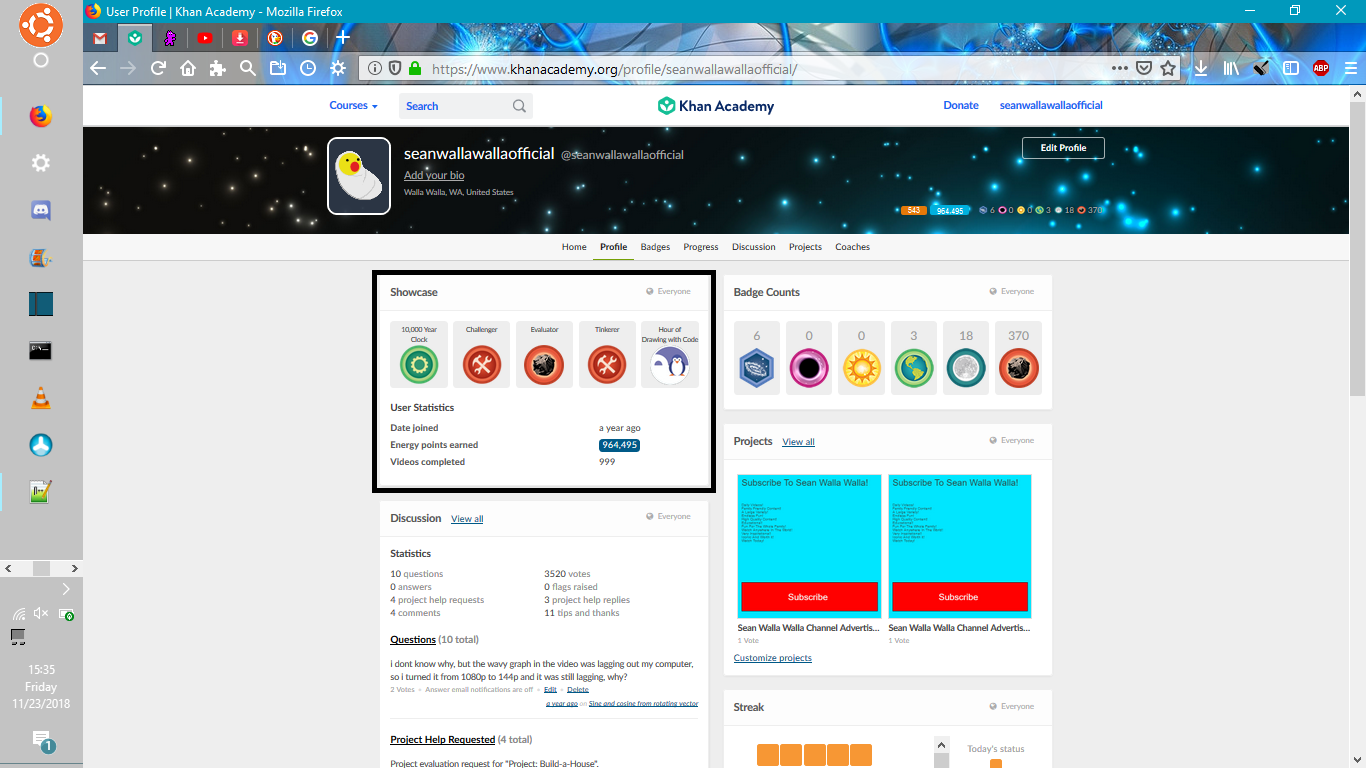 User Profile | Khan Academy - Mozilla Firefox
https://www.khanacademy.org/profile/seanwallawallaofficial/
ABP
Courses
Search
Khan Academy
Donate
seanwallawallaofficial
seanwallawallaofficial @seanwallawallaofficial
Edit Profile
Add your bio
Walla Walla, WA, United States
543 964,495 6 0 0 3 18 370
Home Profile Badges Progress Discussion Projects Coaches
Showcase Everyone
10,000 Year Clock
Challenger
Evaluator
Tinkerer
Hour of Drawing with Code
User Statistics
Date joined a year ago
Energy points earned 964,495
Videos completed 999
Badge Counts Everyone
6 0 0 3 18 370
Projects View all Everyone
Subscribe To Sean Walla Walla!
Subscribe
Sean Walla Walla Channel Advertis...
1 Vote
Subscribe To Sean Walla Walla!
Subscribe
Sean Walla Walla Channel Advertis...
1 Vote
Customize projects
Discussion View all Everyone
Statistics
10 questions 3520 votes
0 answers 0 flags raised
4 project help requests 3 project help replies
4 comments 11 tips and thanks
Questions (10 total)
i dont know why, but the wavy graph in the video was lagging out my computer,
so i turned it from 1080p to 144p and it was still lagging, why?
2 Votes • Answer email notifications are off • Edit • Delete
a year ago on Sine and cosine from rotating vector
Project Help Requested (4 total)
Project evaluation request for "Project: Build-a-House".
Streak Everyone
Today's status
15:35
Friday
11/23/2018
1